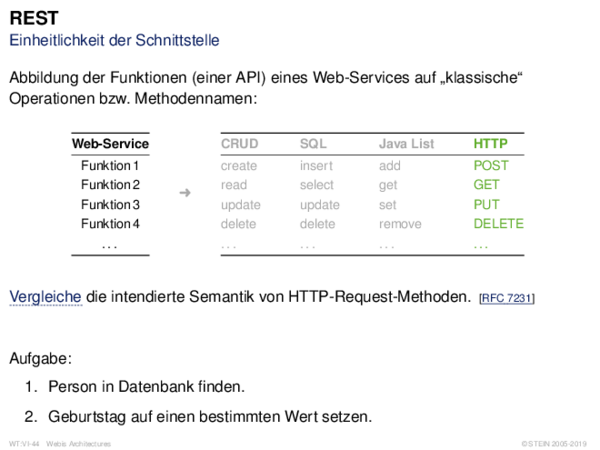 REST
Einheitlichkeit der Schnittstelle
Abbildung der Funktionen (einer API) eines Web-Services auf „klassische“
Operationen bzw. Methodennamen:
Web-Service CRUD SQL Java List HTTP
Funktion 1 create insert add POST
Funktion 2 read select get GET
➜
Funktion 3 update update set PUT
Funktion 4 delete delete remove DELETE
... ... ... ... ...
Vergleiche die intendierte Semantik von HTTP-Request-Methoden. [RFC 7231]
Aufgabe:
1. Person in Datenbank finden.
2. Geburtstag auf einen bestimmten Wert setzen.
WT:VI-44 Webis Architectures © STEIN 2005-2019